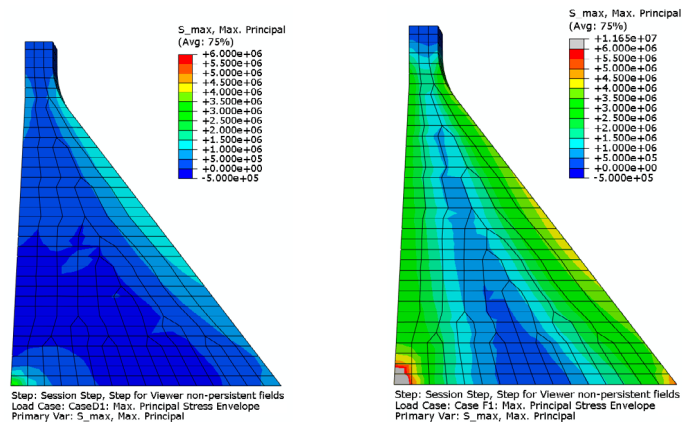 S_max, Max. Principal
(Avg: 75%)
+6.000e+06
+5.500e+06
+5.000e+06
+4.500e+06
+4.000e+06
+3.500e+06
+3.000e+06
+2.500e+06
+2.000e+06
+1.500e+06
+1.000e+06
+5.000e+05
+0.000e+00
-5.000e+05
Step: Session Step, Step for Viewer non-persistent fields
Load Case: CaseD1: Max. Principal Stress Envelope
Primary Var: S_max, Max. Principal
S_max, Max. Principal
(Avg: 75%)
+1.165e+07
+6.000e+06
+5.500e+06
+5.000e+06
+4.500e+06
+4.000e+06
+3.500e+06
+3.000e+06
+2.500e+06
+2.000e+06
+1.500e+06
+1.000e+06
+5.000e+05
+0.000e+00
-5.000e+05
Step: Session Step, Step for Viewer non-persistent fields
Load Case: Case F1: Max. Principal Stress Envelope
Primary Var: S_max, Max. Principal